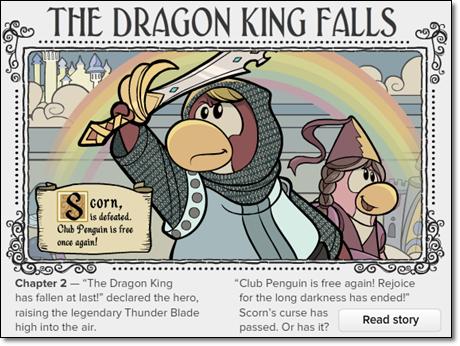 THE DRAGON KING FALLS
Scorn,
is defeated.
Club Penguin is free
once again!
Chapter 2 — “The Dragon King
has fallen at last!” declared the hero,
raising the legendary Thunder Blade
high into the air.
“Club Penguin is free again! Rejoice
for the long darkness has ended!”
Scorn’s curse has
passed. Or has it?
Read story